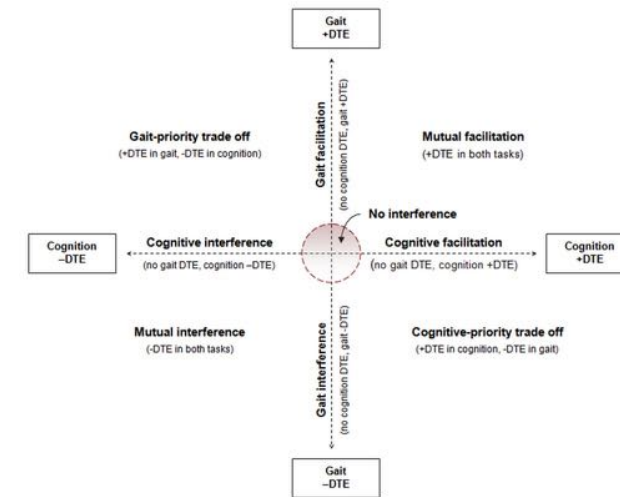 Gait
+DTE
Gait-priority trade off
(+DTE in gait, -DTE in cognition)
Gait facilitation
(no cognition DTE, gait +DTE)
Mutual facilitation
(+DTE in both tasks)
No interference
Cognition
–DTE
Cognitive interference
(no gait DTE, cognition –DTE)
Cognitive facilitation
(no gait DTE, cognition +DTE)
Cognition
+DTE
Mutual interference
(-DTE in both tasks)
Gait interference
(no cognition DTE, gait -DTE)
Cognitive-priority trade off
(+DTE in cognition, -DTE in gait)
Gait
–DTE